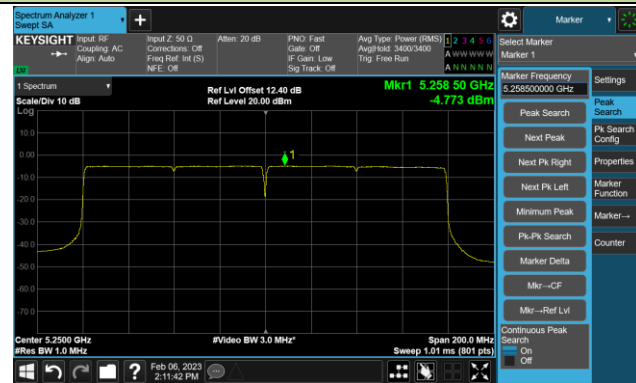 Spectrum Analyzer 1
Swept SA
+
Marker
KEYSIGHT
Input: RF
Coupling: AC
Align: Auto
Input Z: 50 Ω
Corrections: Off
Freq Ref: Int (S)
NFE: Off
Atten: 20 dB
PNO: Fast
Gate: Off
IF Gain: Low
Sig Track: Off
Avg Type: Power (RMS)
Avg|Hold: 3400/3400
Trig: Free Run
1 2 3 4 5 6
A W W W W W
A N N N N N
Select Marker
Marker 1
Marker Frequency
5.258500000 GHz
Settings
Peak Search
Next Peak
Next Pk Right
Next Pk Left
Minimum Peak
Pk-Pk Search
Marker Delta
Mkr→CF
Mkr→Ref Lvl
Continuous Peak
Search
On
Off
Peak
Search
Pk Search
Config
Properties
Marker
Function
Marker→
Counter
1 Spectrum
Scale/Div 10 dB
Log
Ref Lvl Offset 12.40 dB
Ref Level 20.00 dBm
Mkr1 5.258 50 GHz
-4.773 dBm
10.0
0.00
-10.0
-20.0
-30.0
-40.0
-50.0
-60.0
-70.0
1
Center 5.2500 GHz
#Res BW 1.0 MHz
#Video BW 3.0 MHz*
Span 200.0 MHz
Sweep 1.01 ms (801 pts)
?
Feb 06, 2023
2:11:42 PM